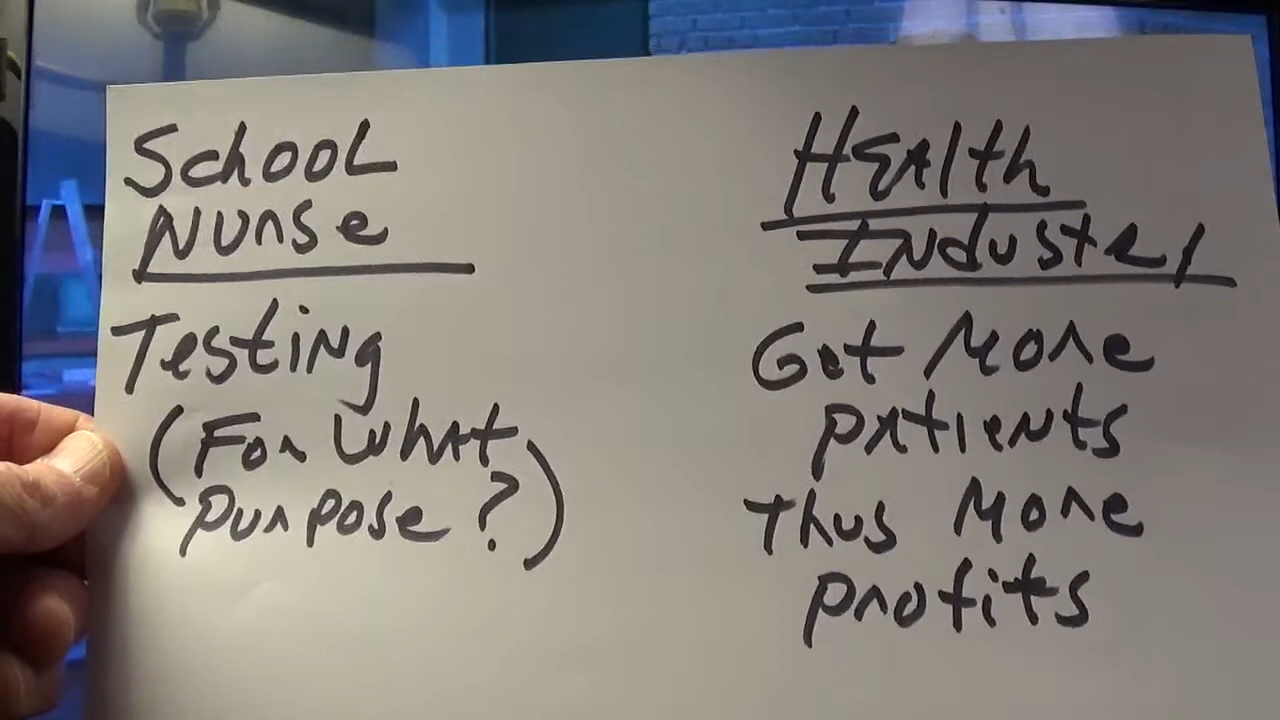 School
Nurse
Testing
(For what
purpose?)
Health
Industry
Get More
patients
Thus More
profits